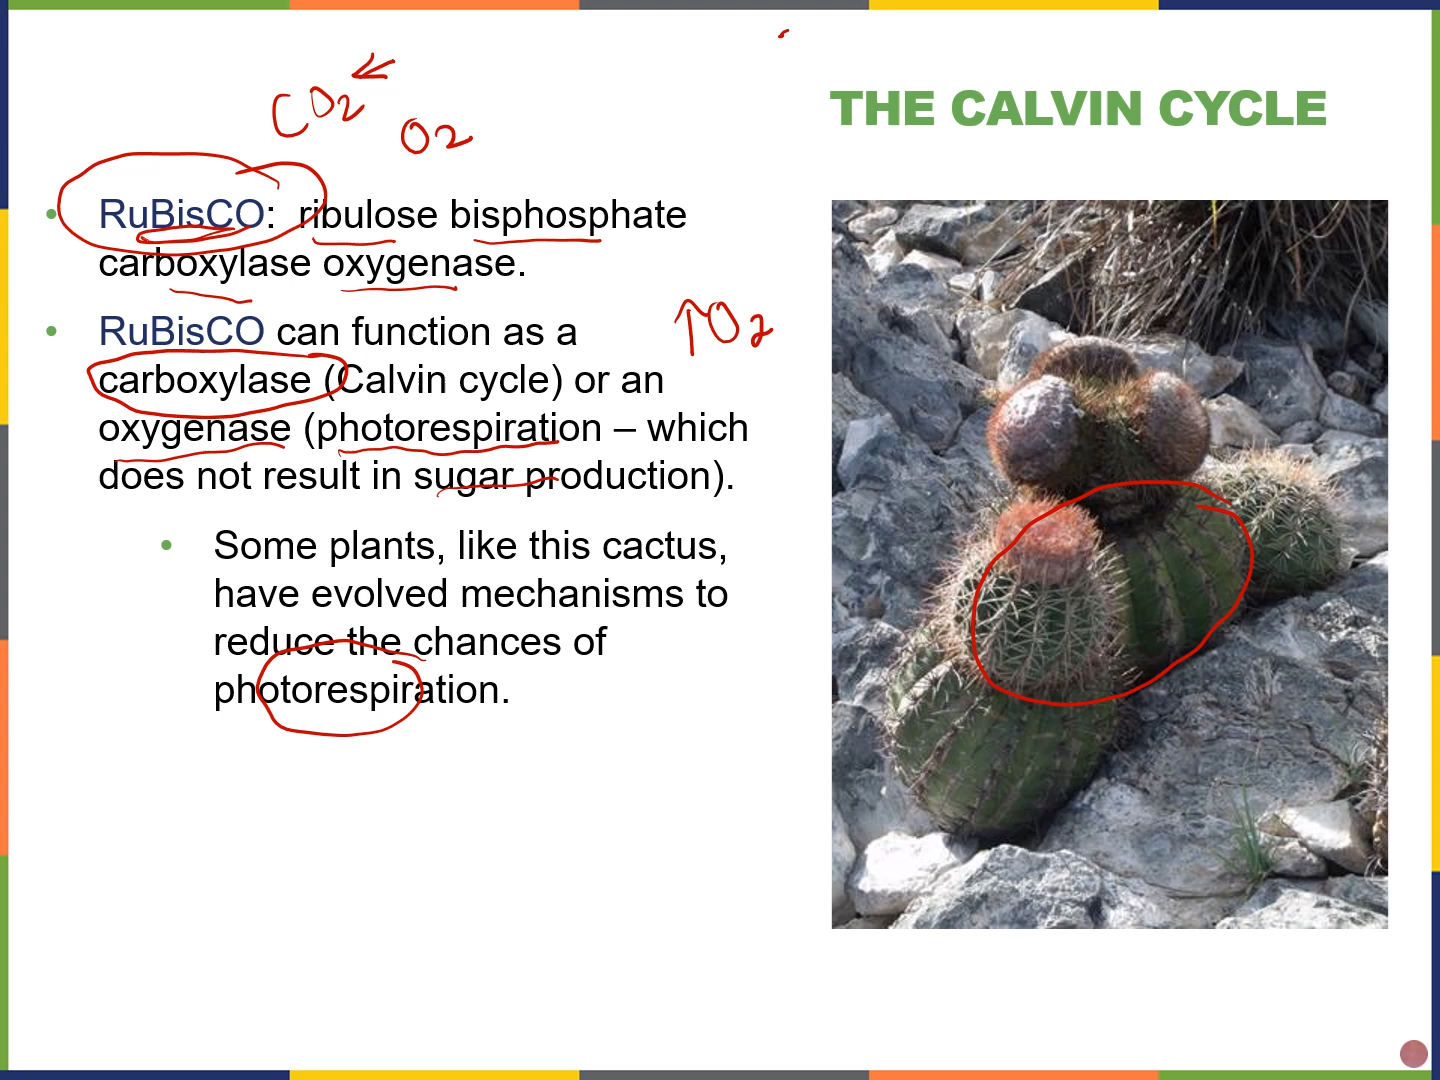 CO2
O2
THE CALVIN CYCLE
• RuBisCO: ribulose bisphosphate
carboxylase oxygenase.
• RuBisCO can function as a
↑O2
carboxylase (Calvin cycle) or an
oxygenase (photorespiration – which
does not result in sugar production).
• Some plants, like this cactus,
have evolved mechanisms to
reduce the chances of
photorespiration.